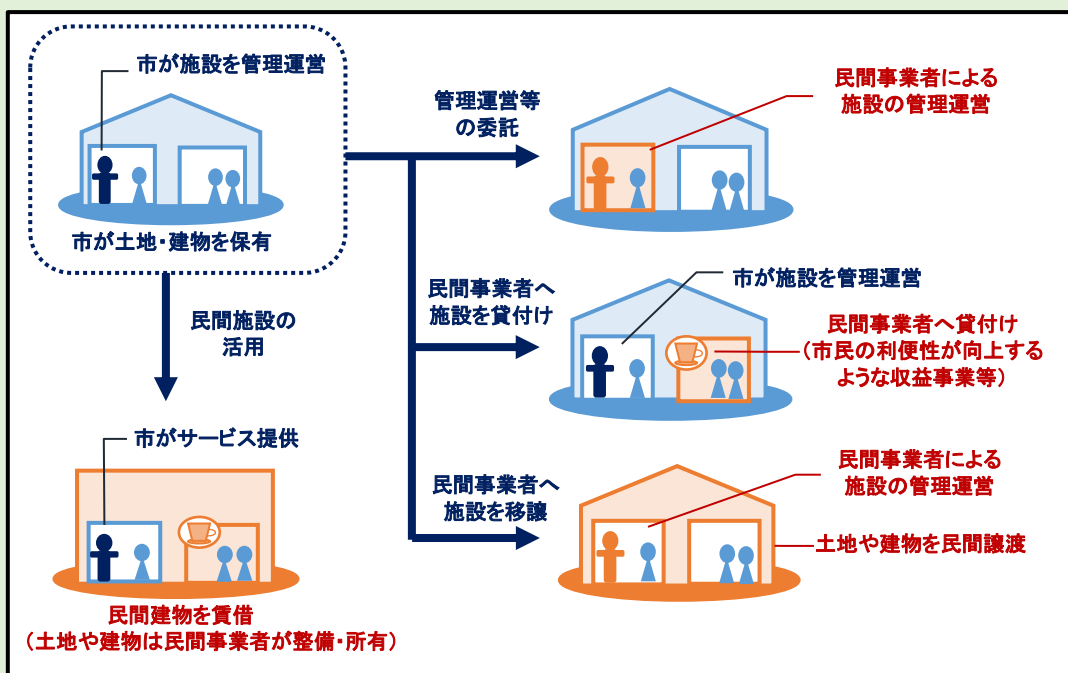 市が施設を管理運営
市が土地・建物を保有
管理運営等
の委託
民間事業者による
施設の管理運営
民間事業者へ
施設を貸付け
市が施設を管理運営
民間事業者へ貸付け
(市民の利便性が向上する
ような収益事業等)
民間事業者へ
施設を移譲
民間事業者による
施設の管理運営
土地や建物を民間譲渡
民間施設の
活用
市がサービス提供
民間建物を賃借
(土地や建物は民間事業者が整備・所有)